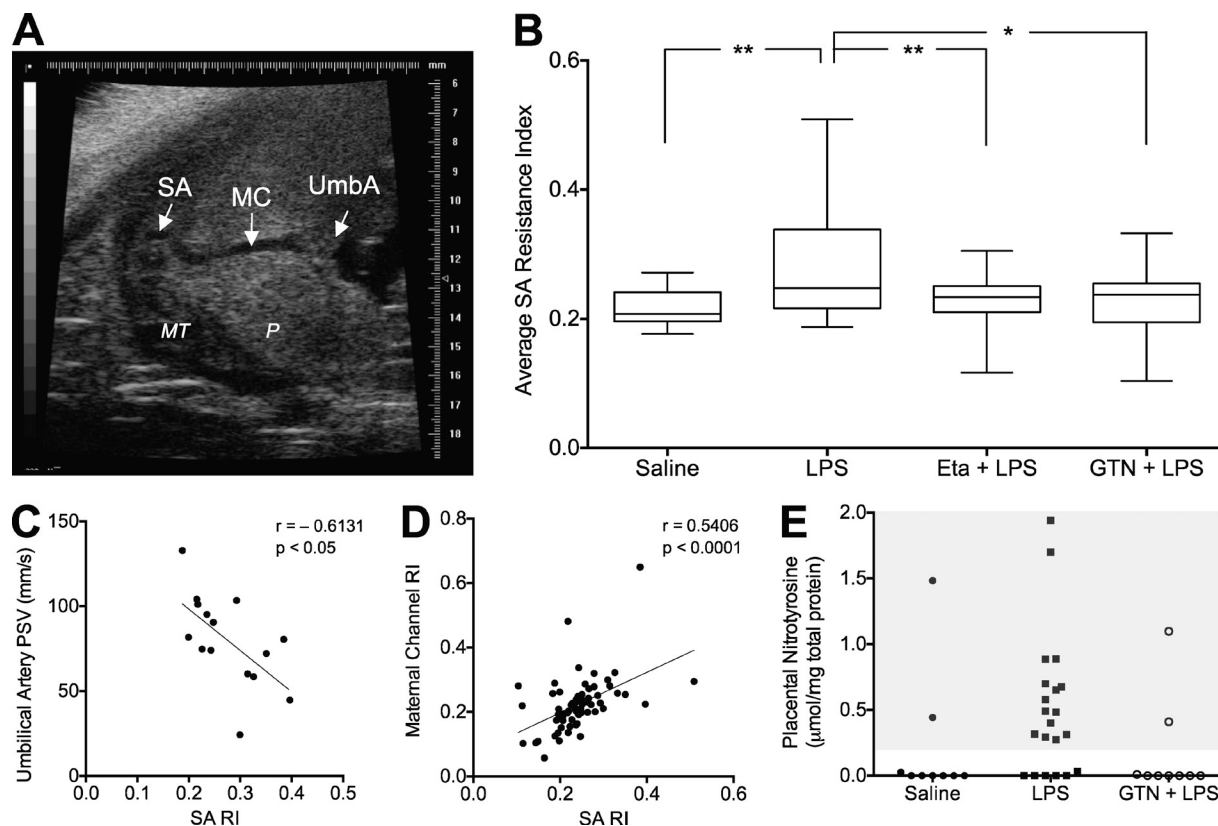 A
mm
6
7
8
9
10
11
12
13
14
15
16
17
18
SA
MC
UmbA
MT
P
B
Average SA Resistance Index
0.6
0.4
0.2
0.0
**
**
*
Saline
LPS
Eta + LPS
GTN + LPS
C
Umbilical Artery PSV (mm/s)
150
100
50
0
r = – 0.6131
p < 0.05
0.0 0.1 0.2 0.3 0.4 0.5
SA RI
D
Maternal Channel RI
0.8
0.6
0.4
0.2
0.0
r = 0.5406
p < 0.0001
0.0 0.2 0.4 0.6
SA RI
E
Placental Nitrotyrosine
(μmol/mg total protein)
2.0
1.5
1.0
0.5
0.0
Saline
LPS
GTN + LPS